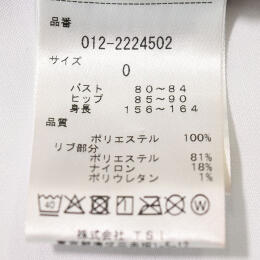 品番
012-2224502
サイズ
0
バスト 80~84
ヒップ 85~90
身長 156~164
品質
ポリエステル 100%
リブ部分
ポリエステル 81%
ナイロン 18%
ポリウレタン 1%
40 P W
株式会社 TSI